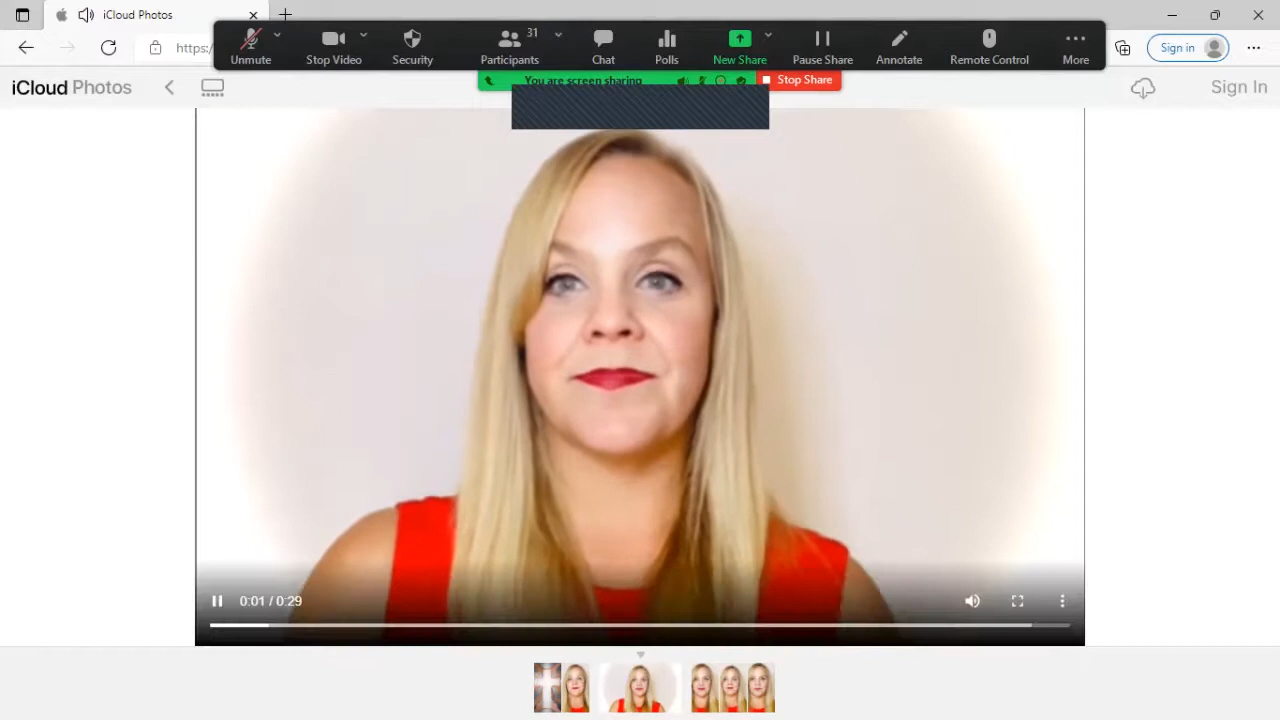 iCloud Photos
https:/
Sign in
Unmute
Stop Video
Security
31
Participants
Chat
Polls
New Share
Pause Share
Annotate
Remote Control
More
You are screen sharing
Stop Share
iCloud Photos
Sign In
0:01 / 0:29